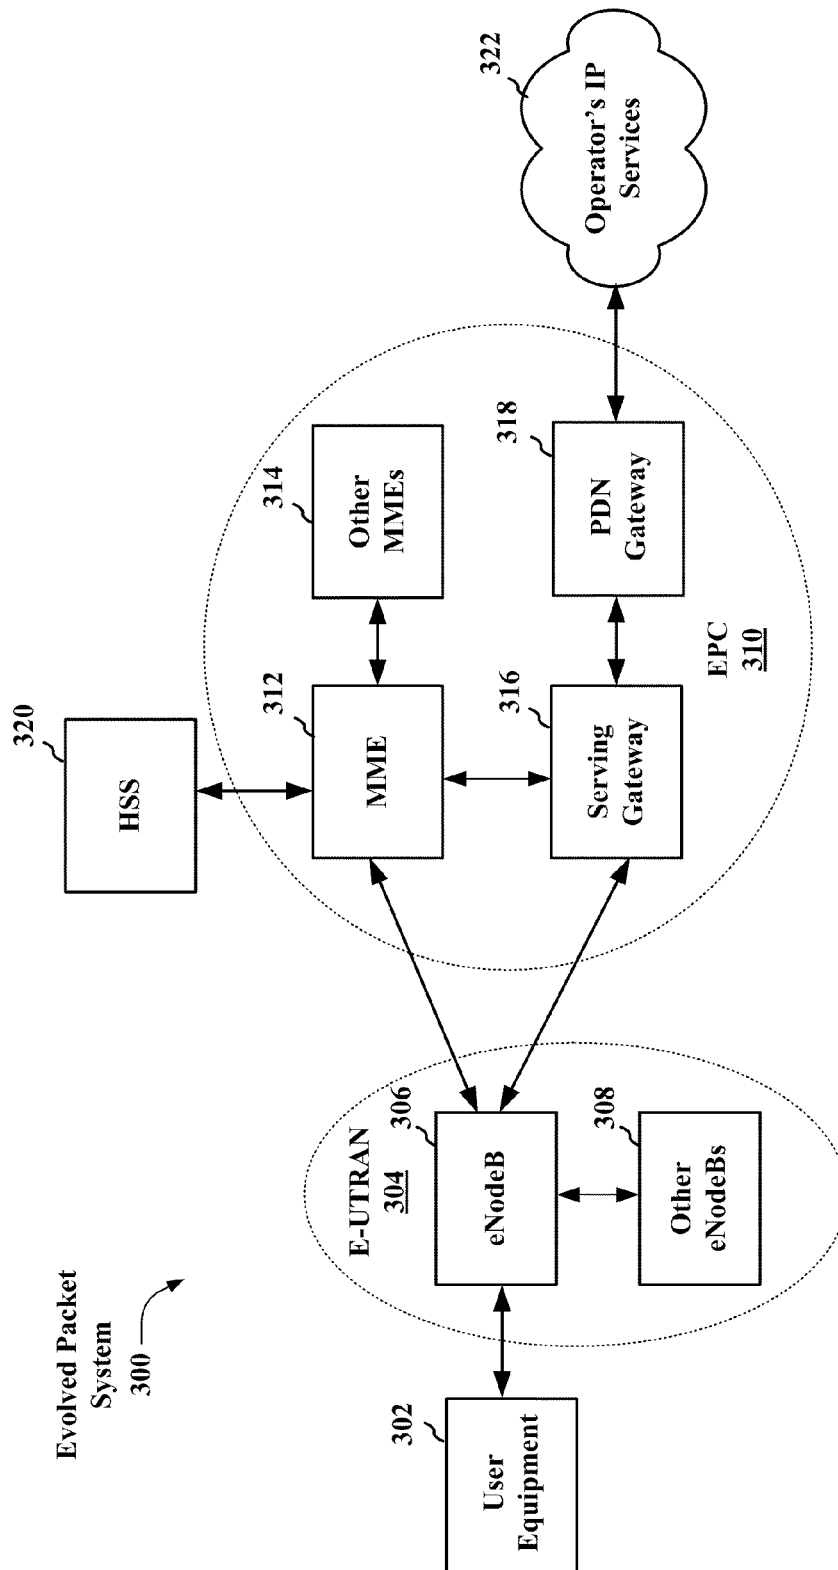 Evolved Packet
System
300
302
User
Equipment
E-UTRAN
304
306
eNodeB
308
Other
eNodeBs
320
HSS
312
MME
314
Other
MMEs
316
Serving
Gateway
318
PDN
Gateway
EPC
310
322
Operator's IP
Services